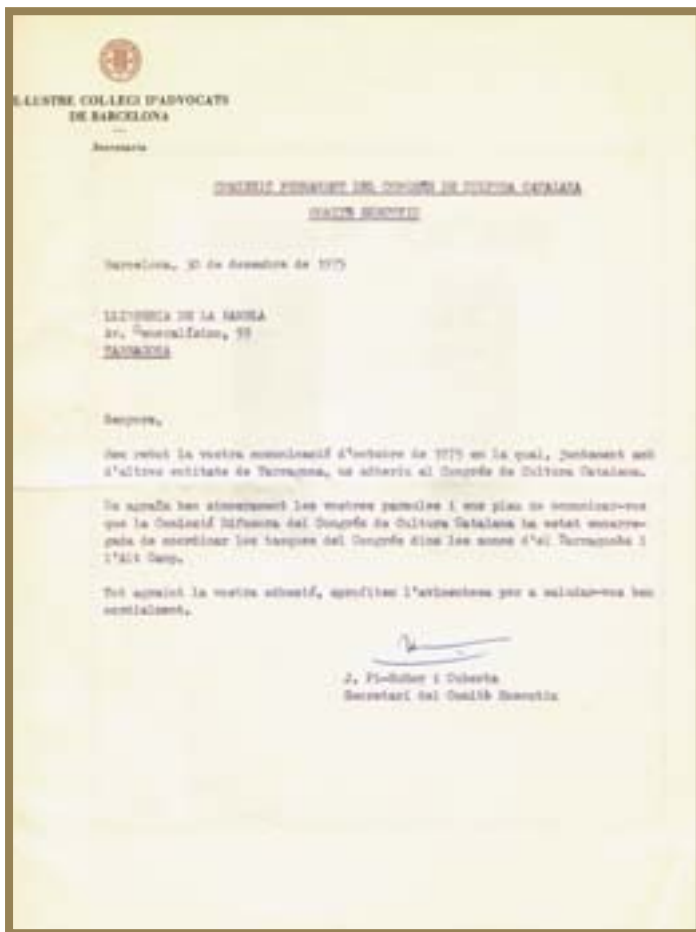 IL·LUSTRE COL·LEGI D'ADVOCATS
DE BARCELONA
Secretaria
PERMANENT DEL CONGRÉS DE CULTURA CATALANA
COMITÈ EXECUTIU
Barcelona, 30 de desembre de 1975
LLIBRERIA DE LA RAMBLA
Av. Generalísimo, 99
TARRAGONA
Senyors,
Hem rebut la vostra comunicació d'octubre de 1975 en la qual, juntament amb
d'altres entitats de Tarragona, us adheriu al Congrés de Cultura Catalana.
Us agraïm ben sincerament les vostres paraules i ens plau de comunicar-vos
que la Comissió Difusora del Congrés de Cultura Catalana ha estat encarre-
gada de coordinar les tasques del Congrés dins les zones d'el Tarragonès i
l'Alt Camp.
Tot agraint la vostra adhesió, aprofitem l'avinentesa per a saludar-vos ben
cordialment,
J. Pi-Suñer i Cuberta
Secretari del Comitè Executiu